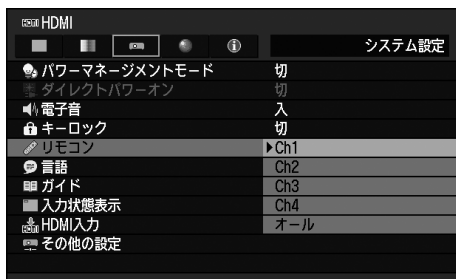 HDMI HDMI
システム設定
パワーマネージメントモード 切
ダイレクトパワーオン 切
電子音 入
キーロック 切
リモコン Ch1
言語 Ch2
ガイド Ch3
入力状態表示 Ch4
HDMI入力 オール
その他の設定